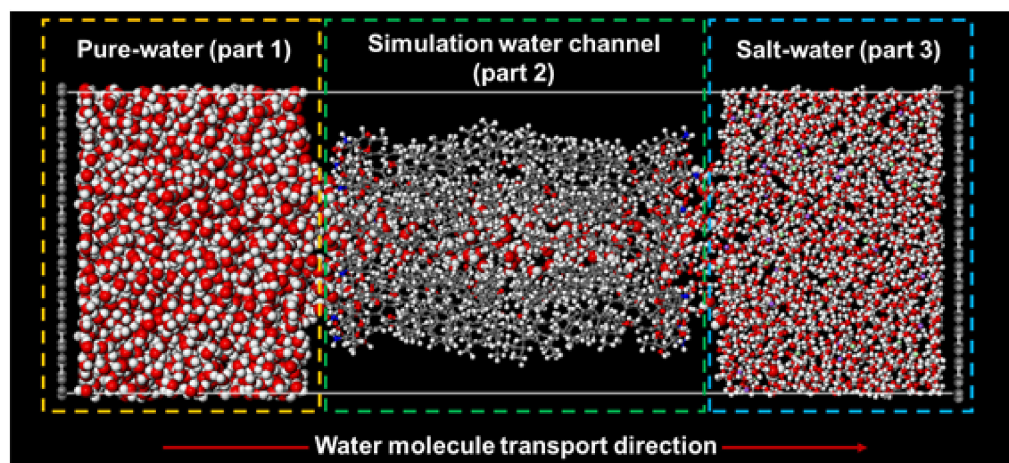 Pure-water (part 1)
Simulation water channel
(part 2)
Salt-water (part 3)
Water molecule transport direction